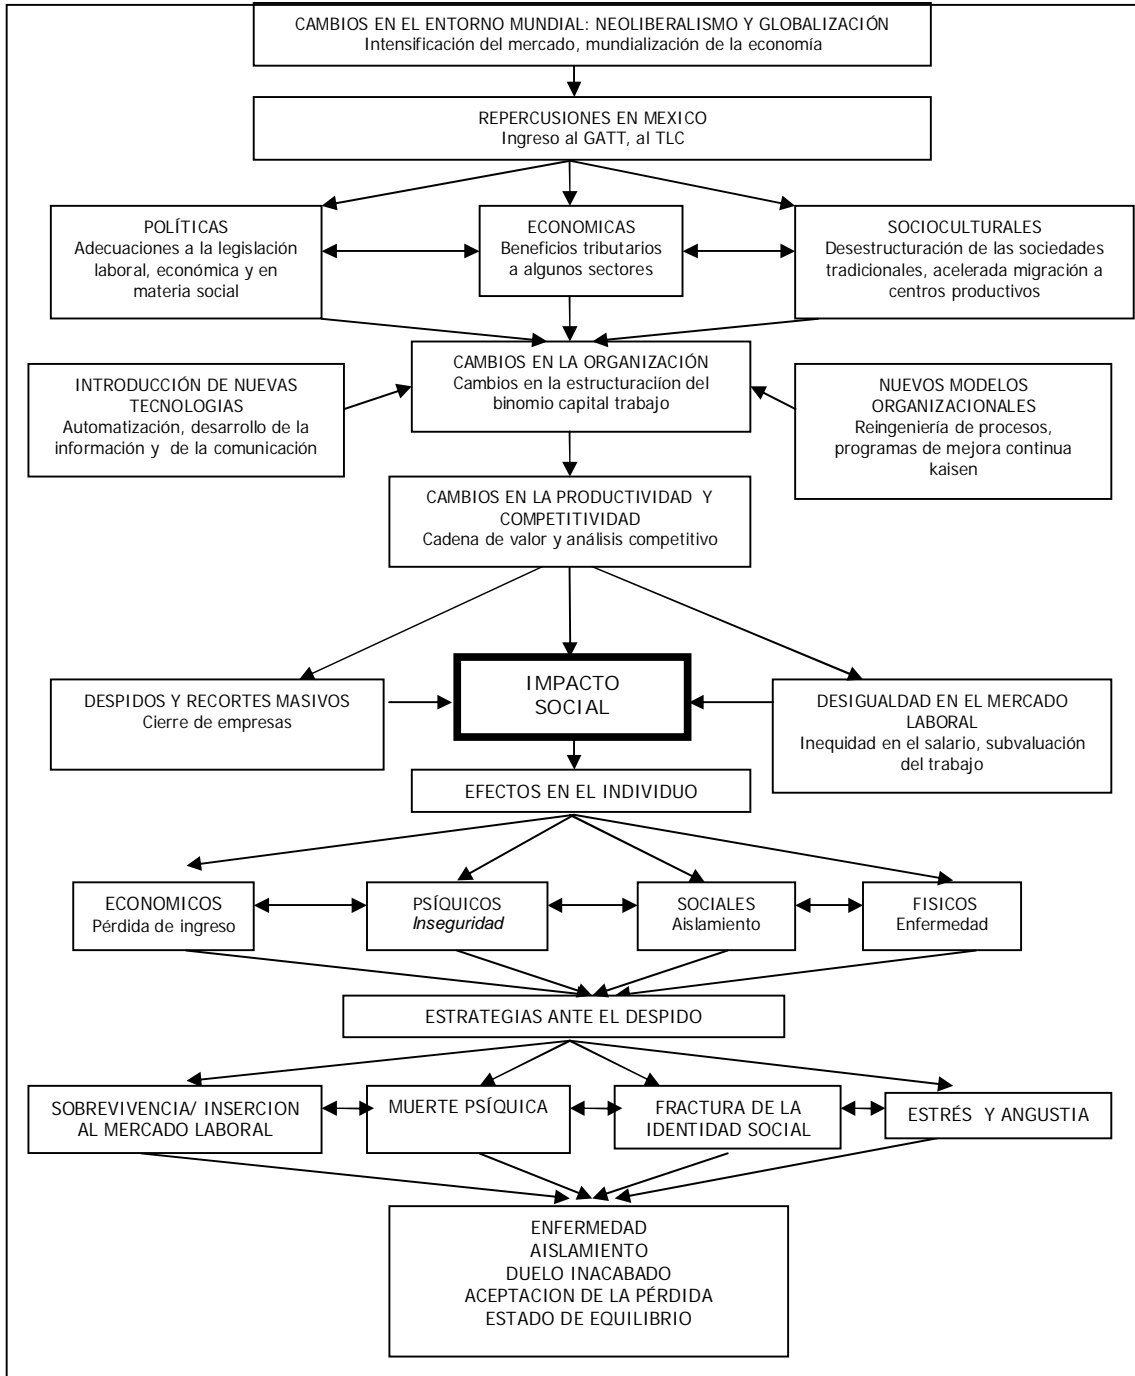 CAMBIOS EN EL ENTORNO MUNDIAL: NEOLIBERALISMO Y GLOBALIZACIÓN
Intensificación del mercado, mundialización de la economía
REPERCUSIONES EN MEXICO
Ingreso al GATT, al TLC
POLÍTICAS
Adecuaciones a la legislación
laboral, económica y en
materia social
ECONOMICAS
Beneficios tributarios
a algunos sectores
SOCIOCULTURALES
Desestructuración de las sociedades
tradicionales, acelerada migración a
centros productivos
CAMBIOS EN LA ORGANIZACIÓN
Cambios en la estructuraciíon del
binomio capital trabajo
INTRODUCCIÓN DE NUEVAS
TECNOLOGIAS
Automatización, desarrollo de la
información y de la comunicación
NUEVOS MODELOS
ORGANIZACIONALES
Reingeniería de procesos,
programas de mejora continua
kaisen
CAMBIOS EN LA PRODUCTIVIDAD Y
COMPETITIVIDAD
Cadena de valor y análisis competitivo
DESPIDOS Y RECORTES MASIVOS
Cierre de empresas
IMPACTO
SOCIAL
DESIGUALDAD EN EL MERCADO
LABORAL
Inequidad en el salario, subvaluación
del trabajo
EFECTOS EN EL INDIVIDUO
ECONOMICOS
Pérdida de ingreso
PSÍQUICOS
Inseguridad
SOCIALES
Aislamiento
FISICOS
Enfermedad
ESTRATEGIAS ANTE EL DESPIDO
SOBREVIVENCIA/ INSERCION
AL MERCADO LABORAL
MUERTE PSÍQUICA
FRACTURA DE LA
IDENTIDAD SOCIAL
ESTRÉS Y ANGUSTIA
ENFERMEDAD
AISLAMIENTO
DUELO INACABADO
ACEPTACION DE LA PÉRDIDA
ESTADO DE EQUILIBRIO